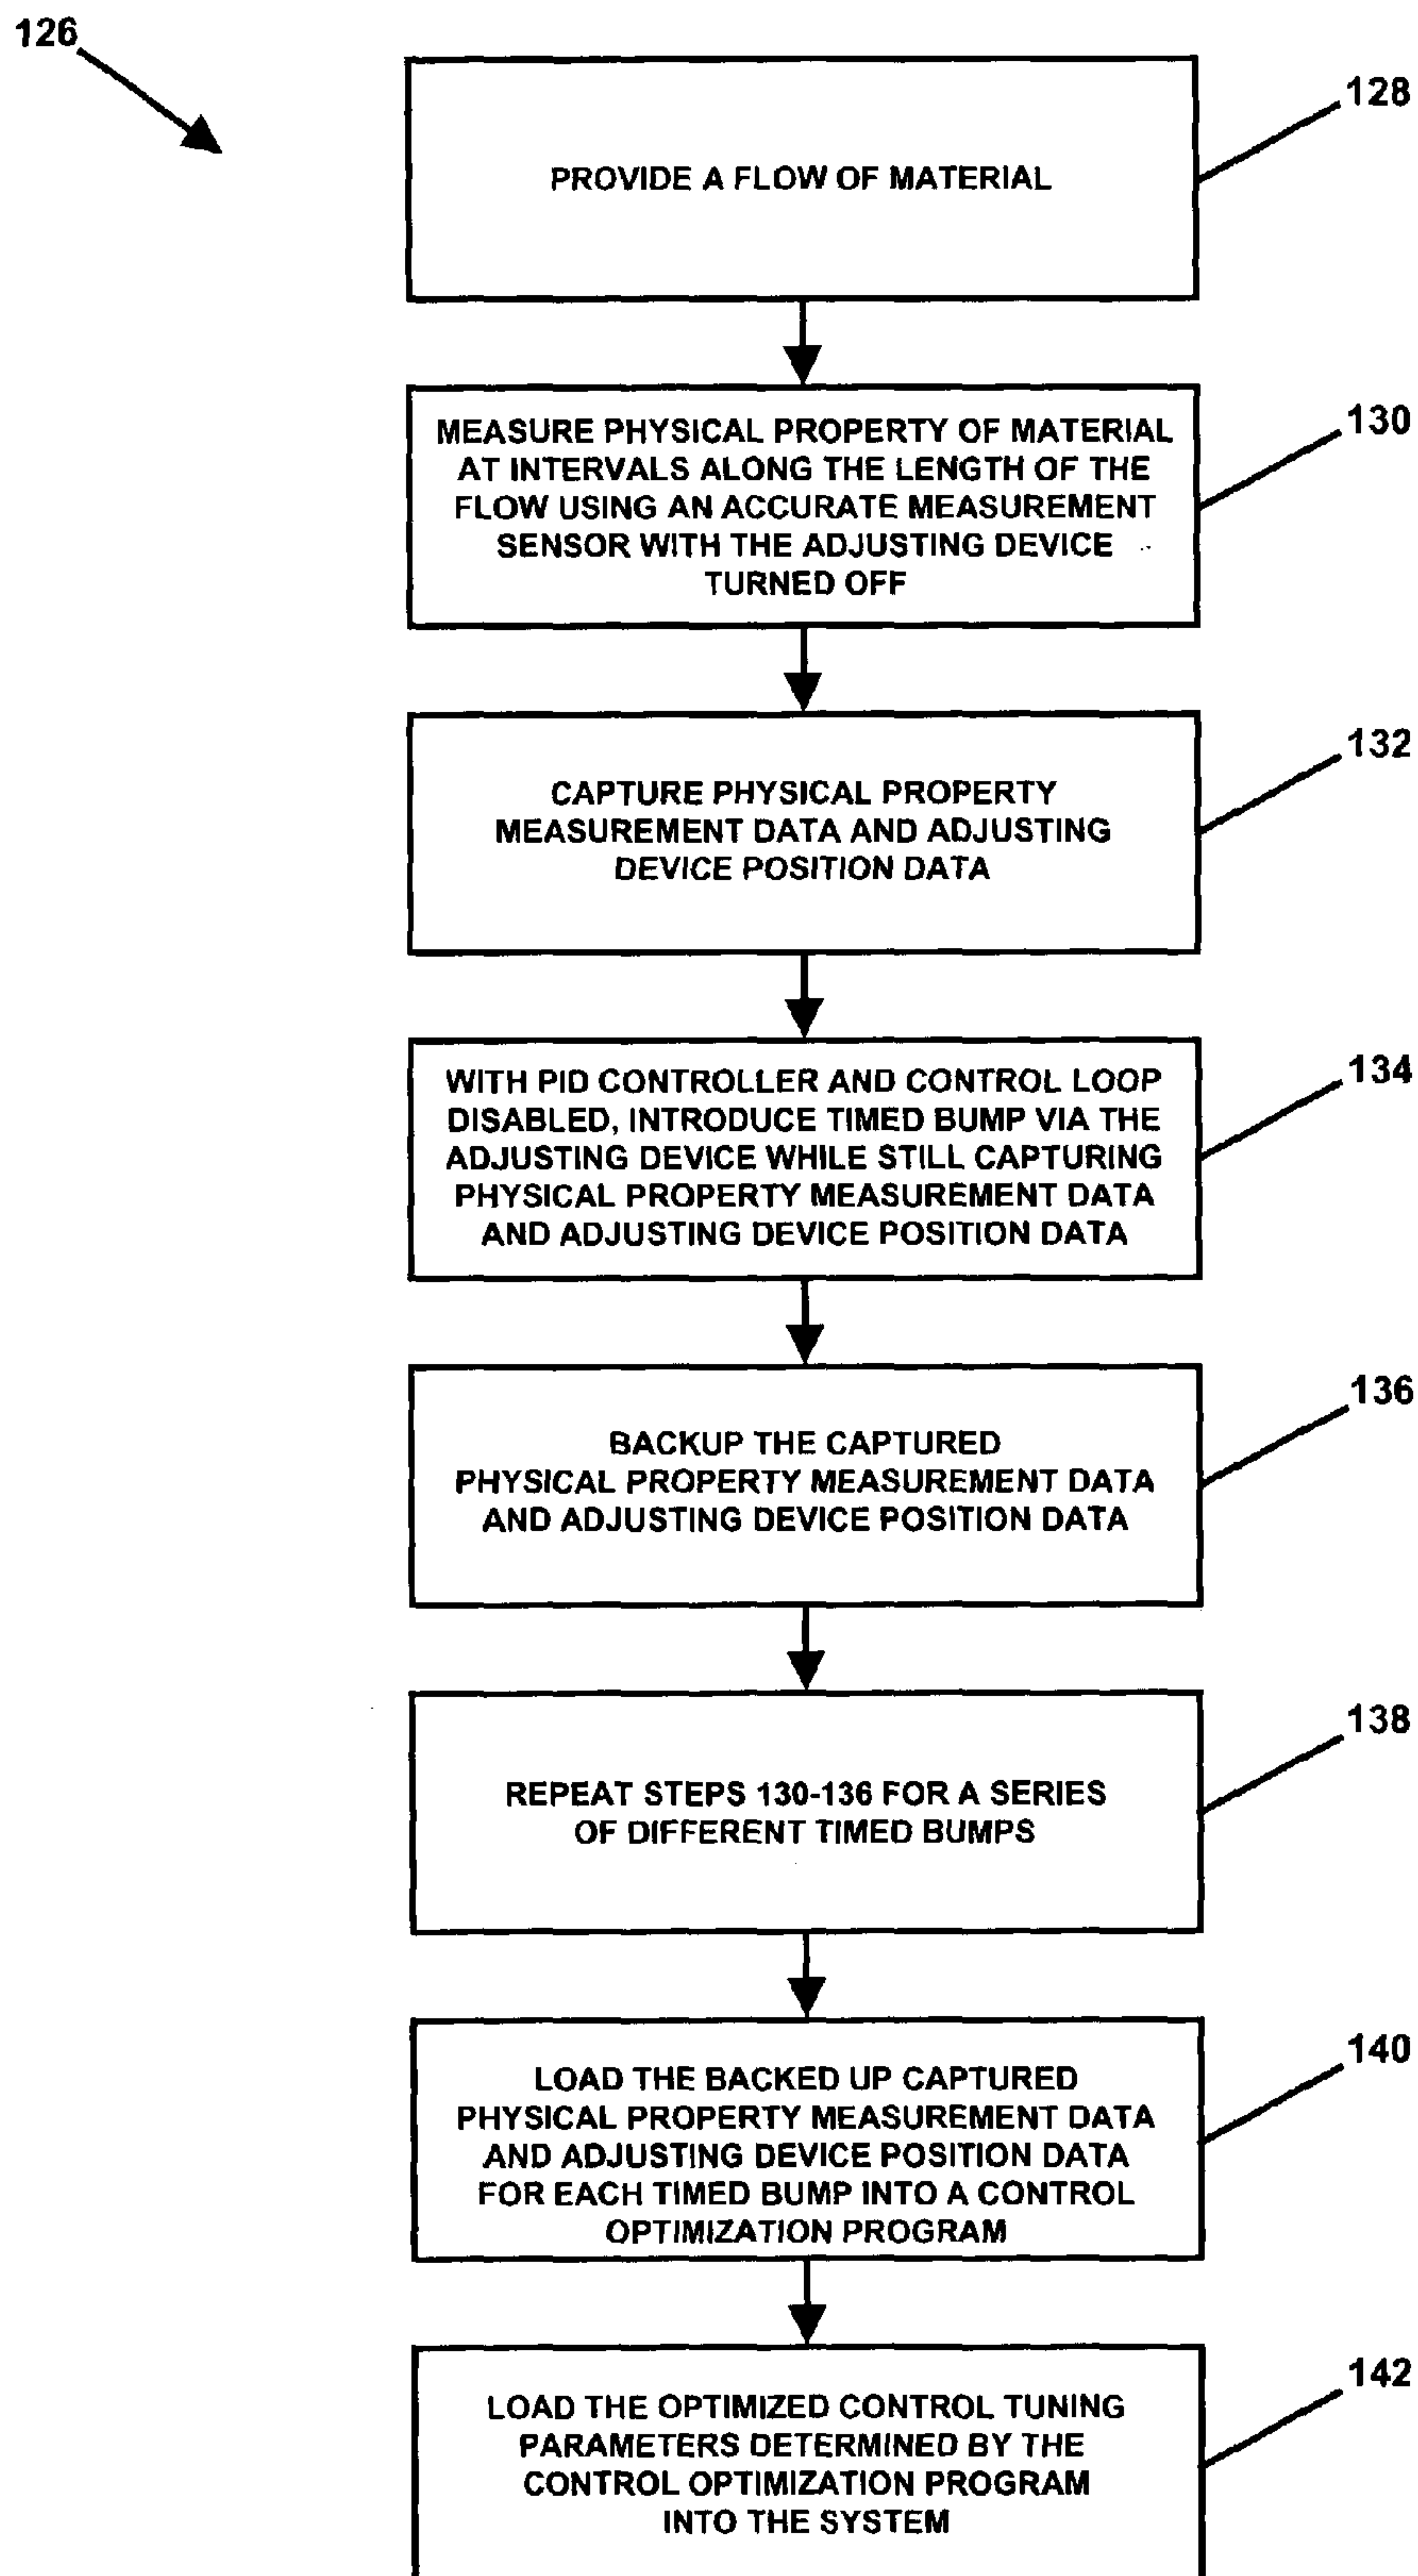 126
128
PROVIDE A FLOW OF MATERIAL
130
MEASURE PHYSICAL PROPERTY OF MATERIAL
AT INTERVALS ALONG THE LENGTH OF THE
FLOW USING AN ACCURATE MEASUREMENT
SENSOR WITH THE ADJUSTING DEVICE
TURNED OFF
132
CAPTURE PHYSICAL PROPERTY
MEASUREMENT DATA AND ADJUSTING
DEVICE POSITION DATA
134
WITH PID CONTROLLER AND CONTROL LOOP
DISABLED, INTRODUCE TIMED BUMP VIA THE
ADJUSTING DEVICE WHILE STILL CAPTURING
PHYSICAL PROPERTY MEASUREMENT DATA
AND ADJUSTING DEVICE POSITION DATA
136
BACKUP THE CAPTURED
PHYSICAL PROPERTY MEASUREMENT DATA
AND ADJUSTING DEVICE POSITION DATA
138
REPEAT STEPS 130-136 FOR A SERIES
OF DIFFERENT TIMED BUMPS
140
LOAD THE BACKED UP CAPTURED
PHYSICAL PROPERTY MEASUREMENT DATA
AND ADJUSTING DEVICE POSITION DATA
FOR EACH TIMED BUMP INTO A CONTROL
OPTIMIZATION PROGRAM
142
LOAD THE OPTIMIZED CONTROL TUNING
PARAMETERS DETERMINED BY THE
CONTROL OPTIMIZATION PROGRAM
INTO THE SYSTEM